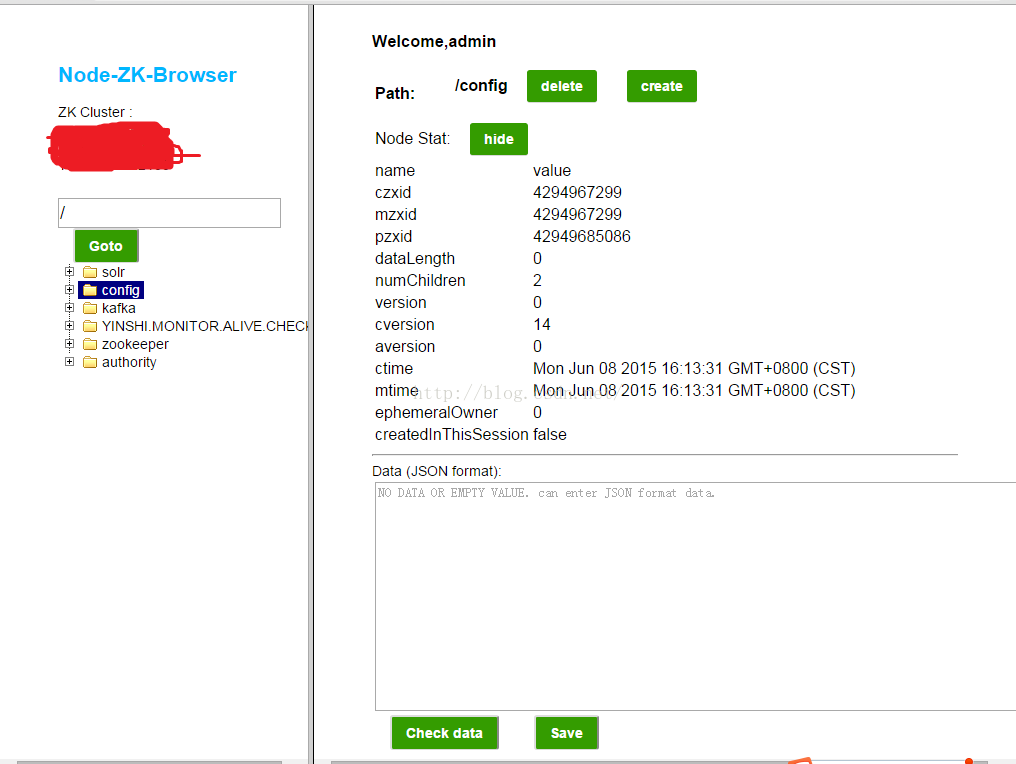 Node-ZK-Browser
ZK Cluster :
/
Goto
solr
config
kafka
YINSHI.MONITOR.ALIVE.CHECK
zookeeper
authority
Welcome,admin
Path: /config delete create
Node Stat: hide
name value
czxid 4294967299
mzxid 4294967299
pzxid 42949685086
dataLength 0
numChildren 2
version 0
cversion 14
aversion 0
ctime Mon Jun 08 2015 16:13:31 GMT+0800 (CST)
mtime Mon Jun 08 2015 16:13:31 GMT+0800 (CST)
http://blog.csdn.net/
ephemeralOwner 0
createdInThisSession false
Data (JSON format):
NO DATA OR EMPTY VALUE. can enter JSON format data.
Check data Save